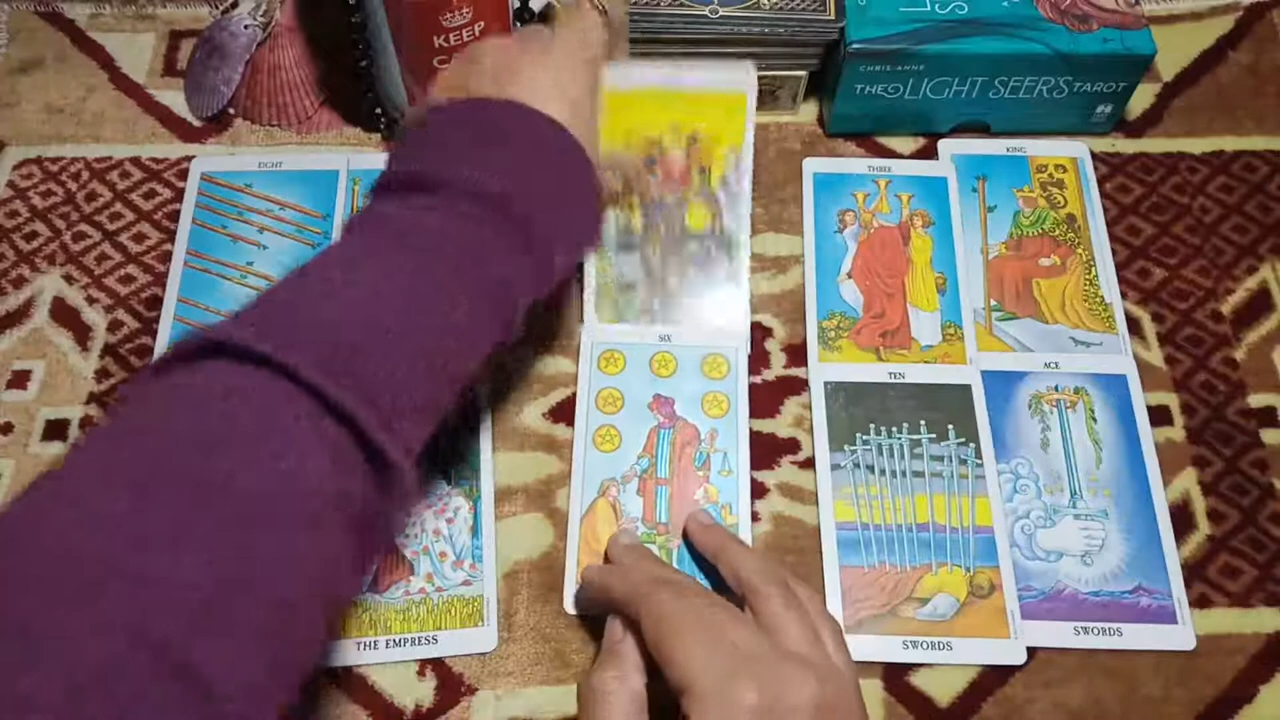 KEEP
CHRIS-ANNE
THE LIGHT SEER'S TAROT
EIGHT
THREE
KING
SIX
TEN
ACE
THE EMPRESS
SWORDS
SWORDS